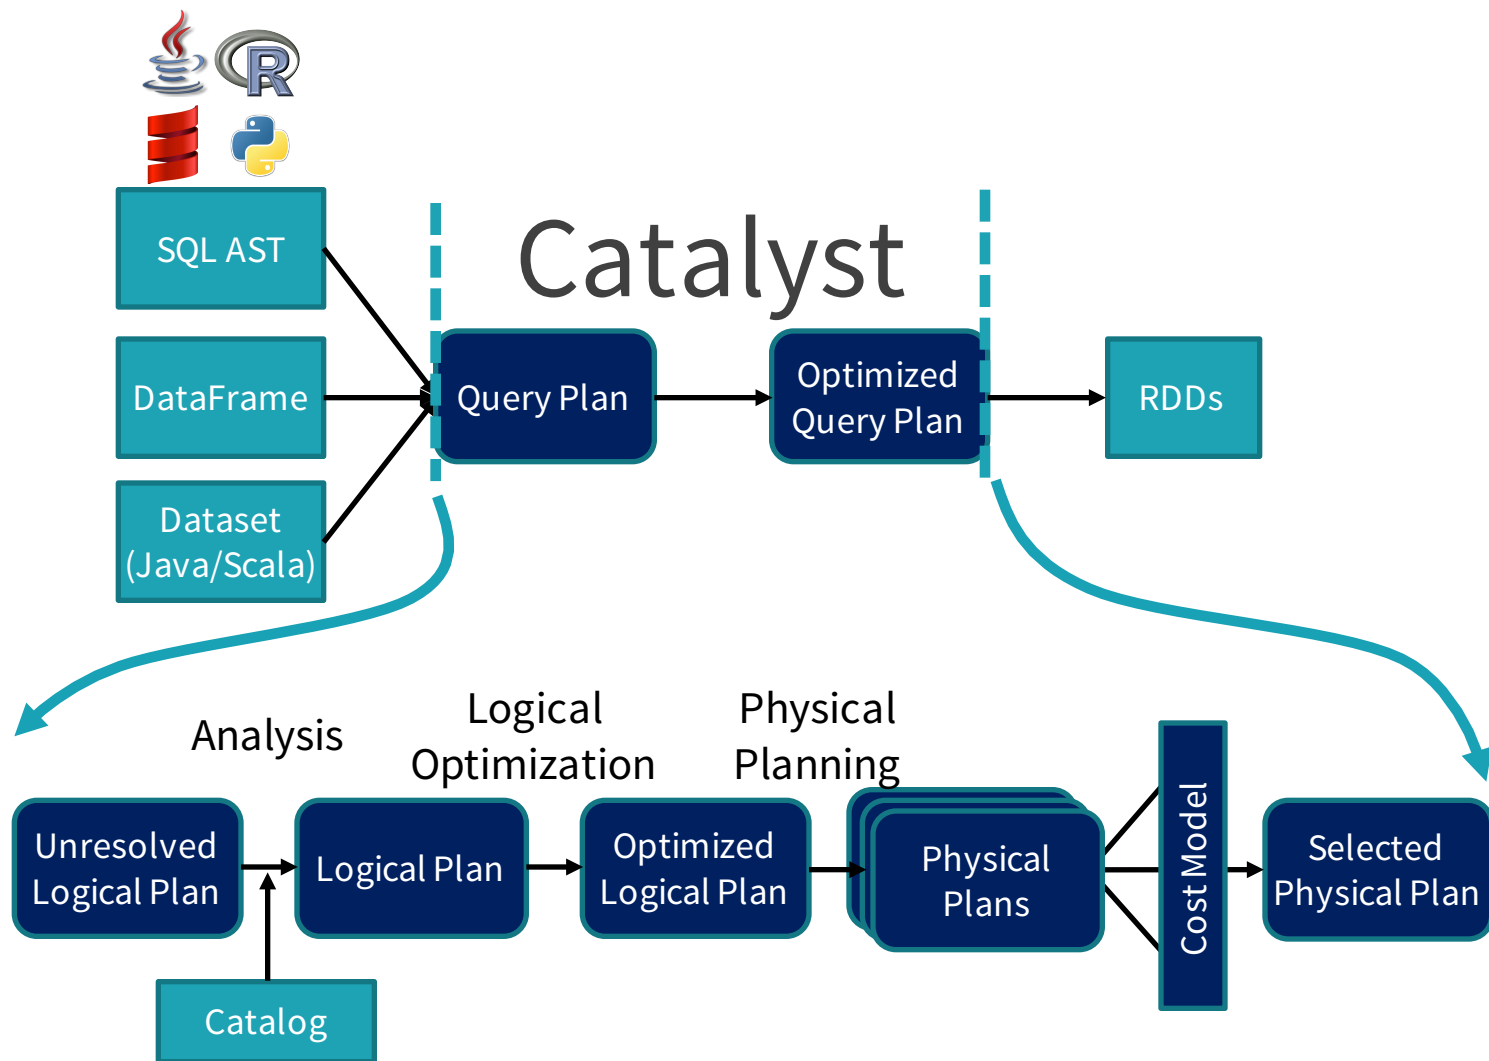 R
SQL AST
Catalyst
DataFrame
Query Plan
Optimized
Query Plan
RDDs
Dataset
(Java/Scala)
Analysis
Logical
Optimization
Physical
Planning
Unresolved
Logical Plan
Logical Plan
Optimized
Logical Plan
Physical
Plans
Cost Model
Selected
Physical Plan
Catalog